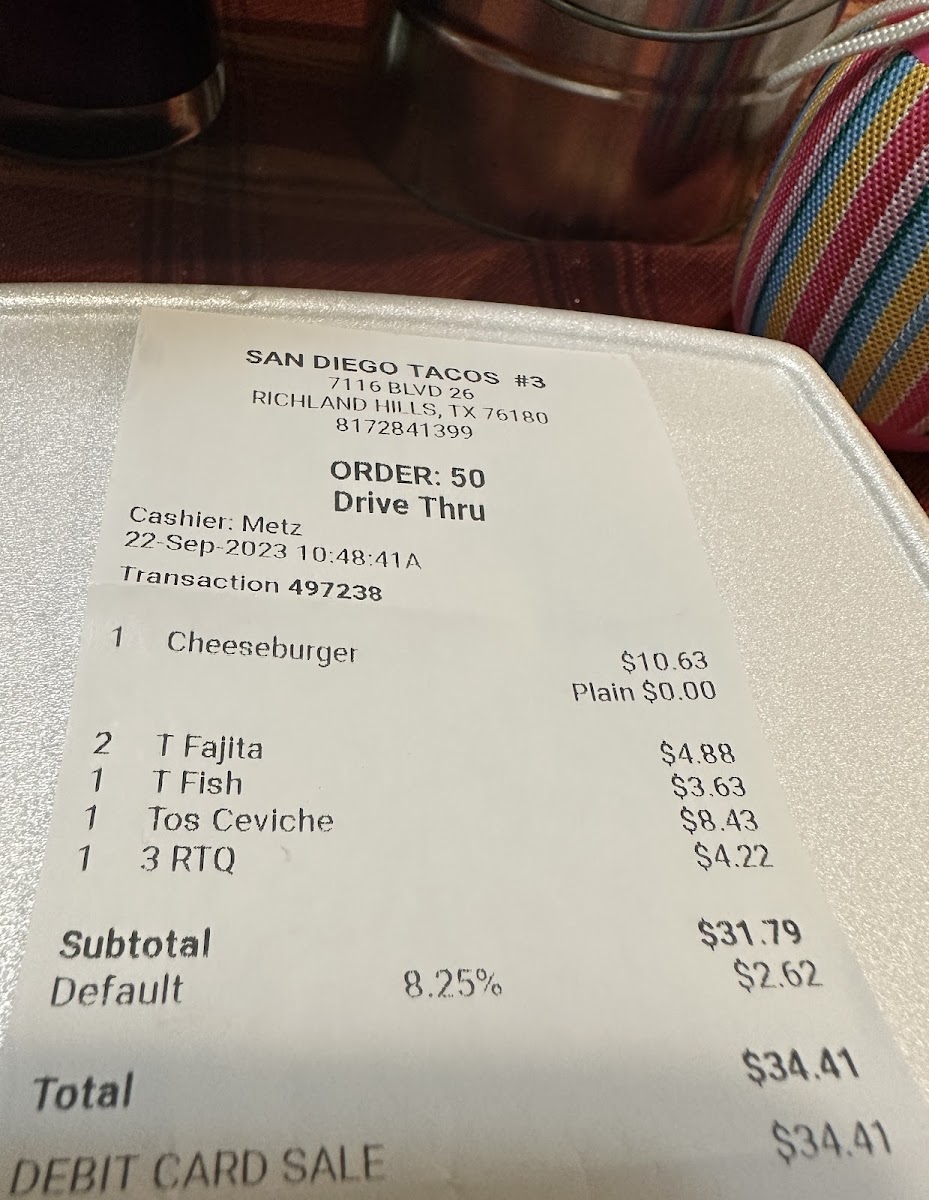 SAN DIEGO TACOS #3
7116 BLVD 26
RICHLAND HILLS, TX 76180
8172841399
ORDER: 50
Drive Thru
Cashier: Metz
22-Sep-2023 10:48:41A
Transaction 497238
1 Cheeseburger $10.63
Plain $0.00
2 T Fajita $4.88
1 T Fish $3.63
1 Tos Ceviche $8.43
1 3 RTQ $4.22
Subtotal $31.79
Default 8.25% $2.62
Total $34.41
DEBIT CARD SALE $34.41